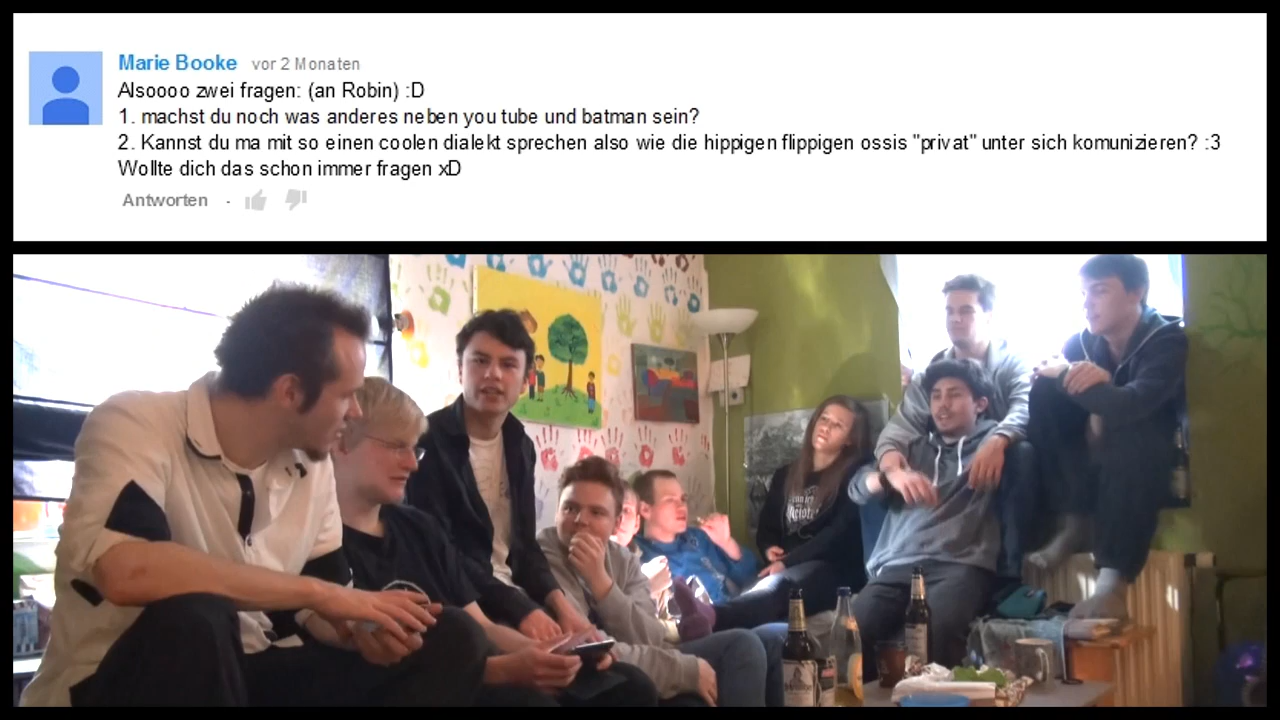 Marie Booke vor 2 Monaten
Alsoooo zwei fragen: (an Robin) :D
1. machst du noch was anderes neben you tube und batman sein?
2. Kannst du ma mit so einen coolen dialekt sprechen also wie die hippigen flippigen ossis "privat" unter sich komunizieren? :3
Wollte dich das schon immer fragen xD
Antworten ·